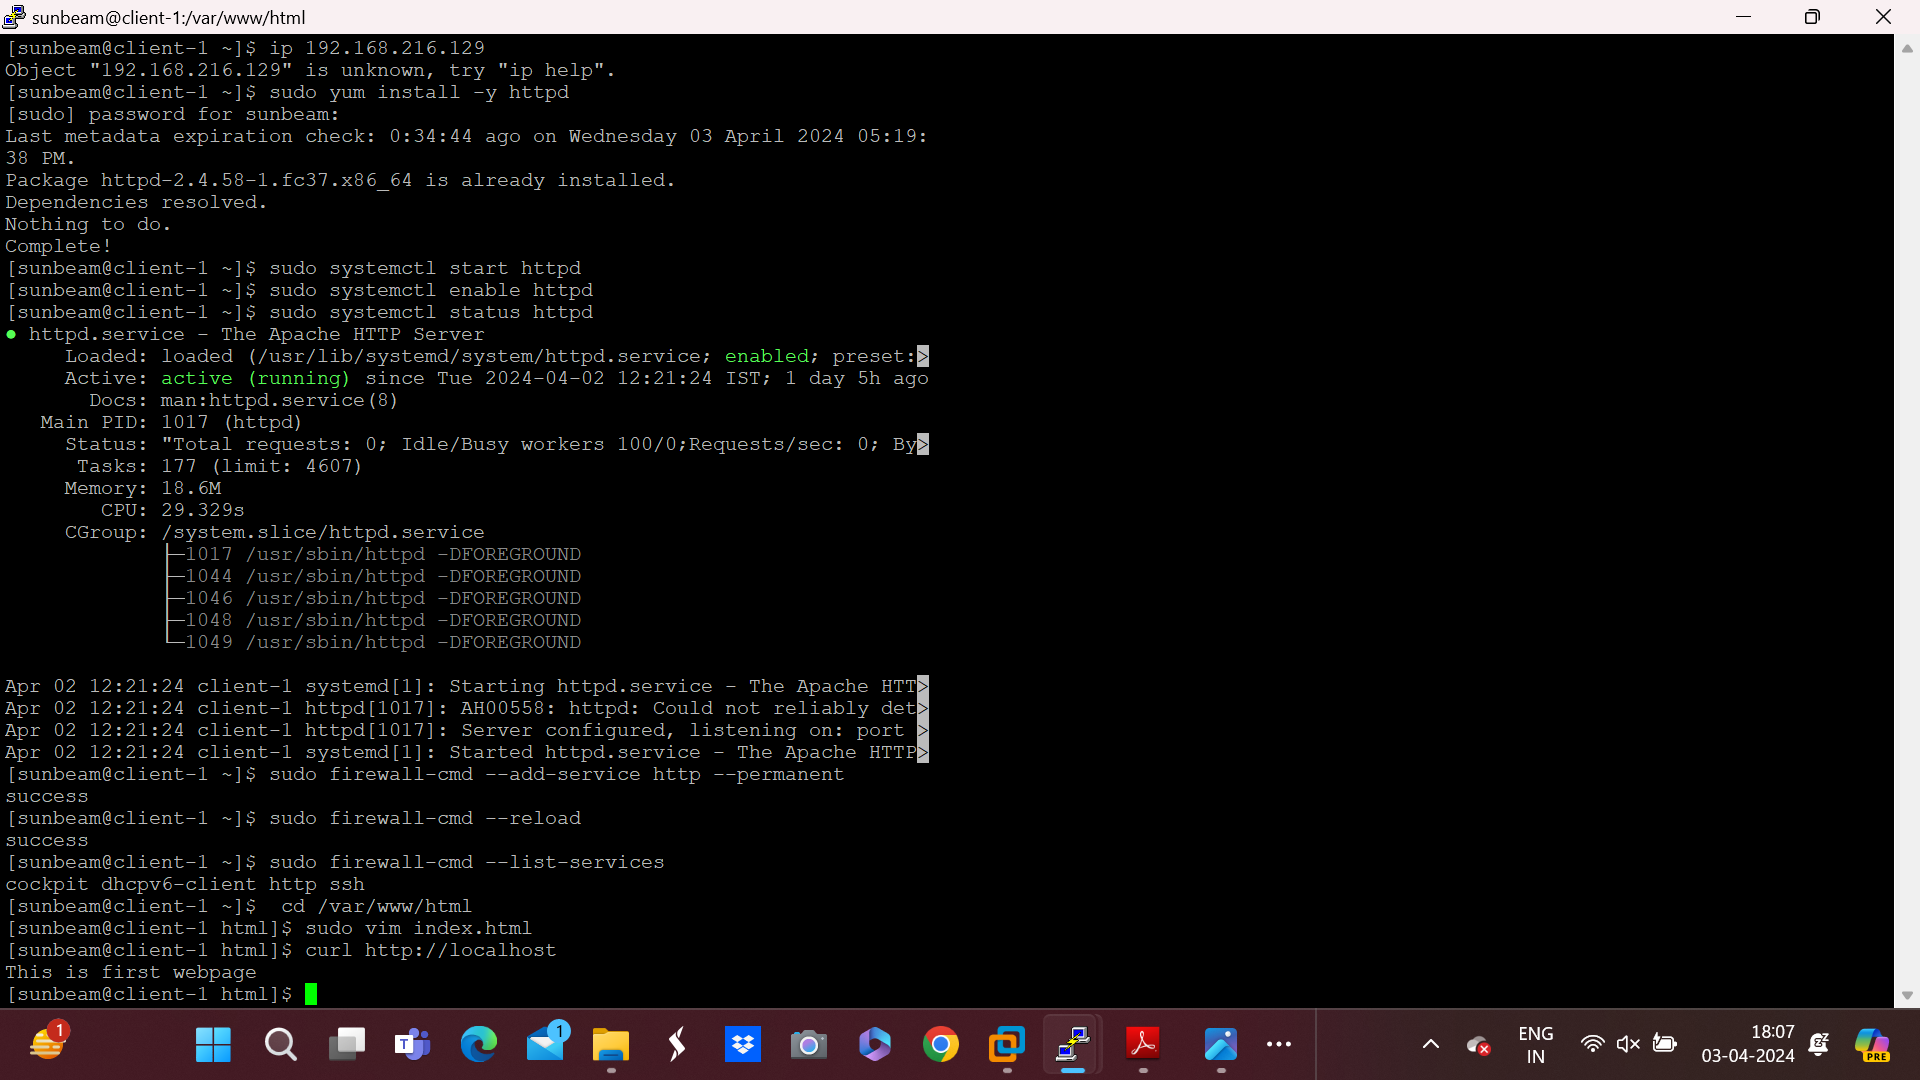 sunbeam@client-1:/var/www/html
[sunbeam@client-1 ~]$ ip 192.168.216.129
Object "192.168.216.129" is unknown, try "ip help".
[sunbeam@client-1 ~]$ sudo yum install -y httpd
[sudo] password for sunbeam:
Last metadata expiration check: 0:34:44 ago on Wednesday 03 April 2024 05:19:
38 PM.
Package httpd-2.4.58-1.fc37.x86_64 is already installed.
Dependencies resolved.
Nothing to do.
Complete!
[sunbeam@client-1 ~]$ sudo systemctl start httpd
[sunbeam@client-1 ~]$ sudo systemctl enable httpd
[sunbeam@client-1 ~]$ sudo systemctl status httpd
● httpd.service - The Apache HTTP Server
     Loaded: loaded (/usr/lib/systemd/system/httpd.service; enabled; preset:>
     Active: active (running) since Tue 2024-04-02 12:21:24 IST; 1 day 5h ago
       Docs: man:httpd.service(8)
   Main PID: 1017 (httpd)
     Status: "Total requests: 0; Idle/Busy workers 100/0;Requests/sec: 0; By>
      Tasks: 177 (limit: 4607)
     Memory: 18.6M
        CPU: 29.329s
     CGroup: /system.slice/httpd.service
             ├─1017 /usr/sbin/httpd -DFOREGROUND
             ├─1044 /usr/sbin/httpd -DFOREGROUND
             ├─1046 /usr/sbin/httpd -DFOREGROUND
             ├─1048 /usr/sbin/httpd -DFOREGROUND
             └─1049 /usr/sbin/httpd -DFOREGROUND
Apr 02 12:21:24 client-1 systemd[1]: Starting httpd.service - The Apache HTT>
Apr 02 12:21:24 client-1 httpd[1017]: AH00558: httpd: Could not reliably det>
Apr 02 12:21:24 client-1 httpd[1017]: Server configured, listening on: port >
Apr 02 12:21:24 client-1 systemd[1]: Started httpd.service - The Apache HTTP>
[sunbeam@client-1 ~]$ sudo firewall-cmd --add-service http --permanent
success
[sunbeam@client-1 ~]$ sudo firewall-cmd --reload
success
[sunbeam@client-1 ~]$ sudo firewall-cmd --list-services
cockpit dhcpv6-client http ssh
[sunbeam@client-1 ~]$  cd /var/www/html
[sunbeam@client-1 html]$ sudo vim index.html
[sunbeam@client-1 html]$ curl http://localhost
This is first webpage
[sunbeam@client-1 html]$
1
T
1
ENG
IN
18:07
03-04-2024
PRE